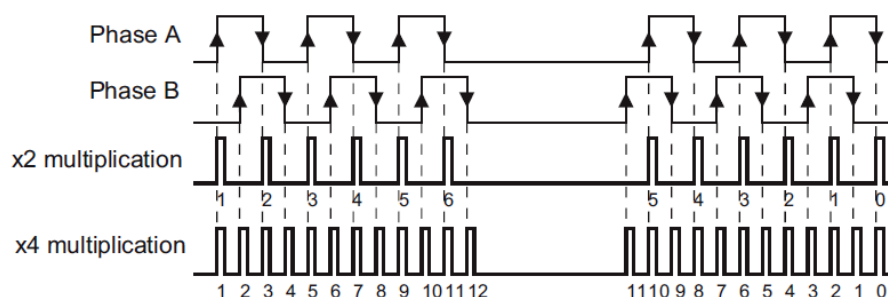 Phase A
Phase B
x2 multiplication
1 2 3 4 5 6 5 4 3 2 1 0
x4 multiplication
1 2 3 4 5 6 7 8 9 10 11 12 11 10 9 8 7 6 5 4 3 2 1 0